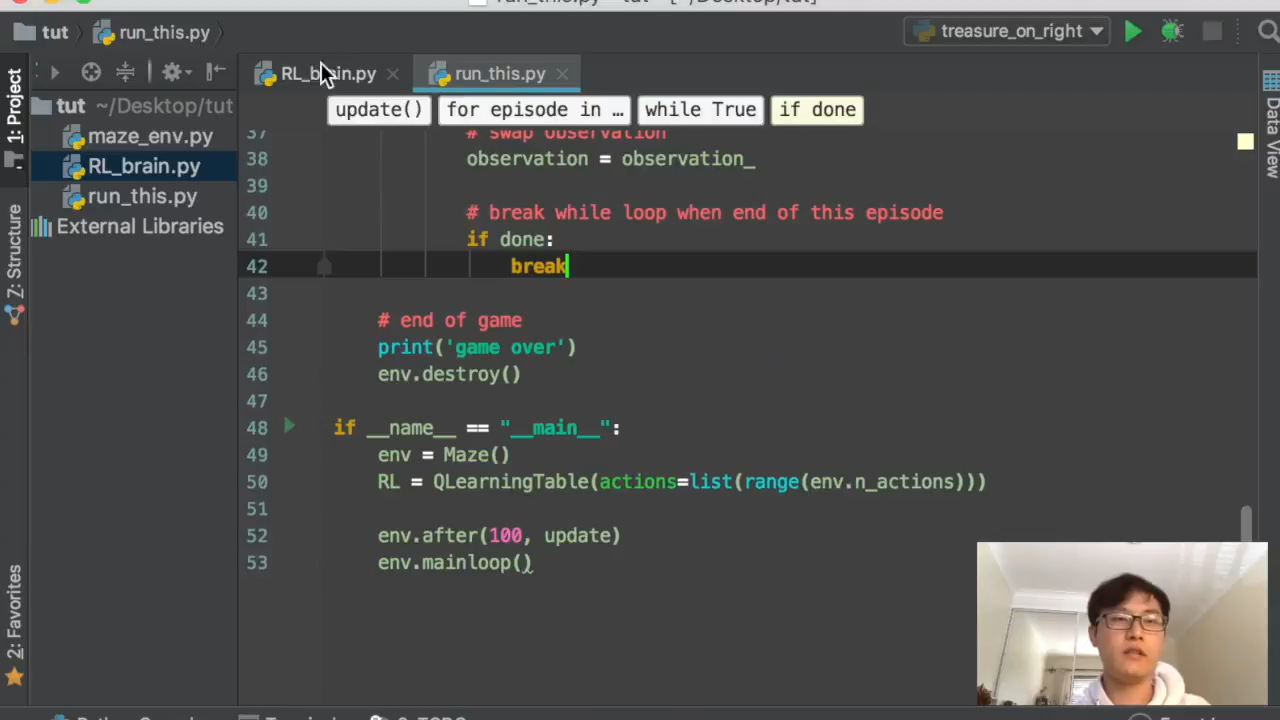 tut
run_this.py
treasure_on_right
RL_brain.py
run_this.py
1: Project
tut ~/Desktop/tut
maze_env.py
RL_brain.py
run_this.py
External Libraries
Z: Structure
2: Favorites
Data View
update()
for episode in …
while True
if done
37 # swap observation
38 observation = observation_
39
40 # break while loop when end of this episode
41 if done:
42 break
43
44 # end of game
45 print('game over')
46 env.destroy()
47
48 if __name__ == "__main__":
49 env = Maze()
50 RL = QLearningTable(actions=list(range(env.n_actions)))
51
52 env.after(100, update)
53 env.mainloop()